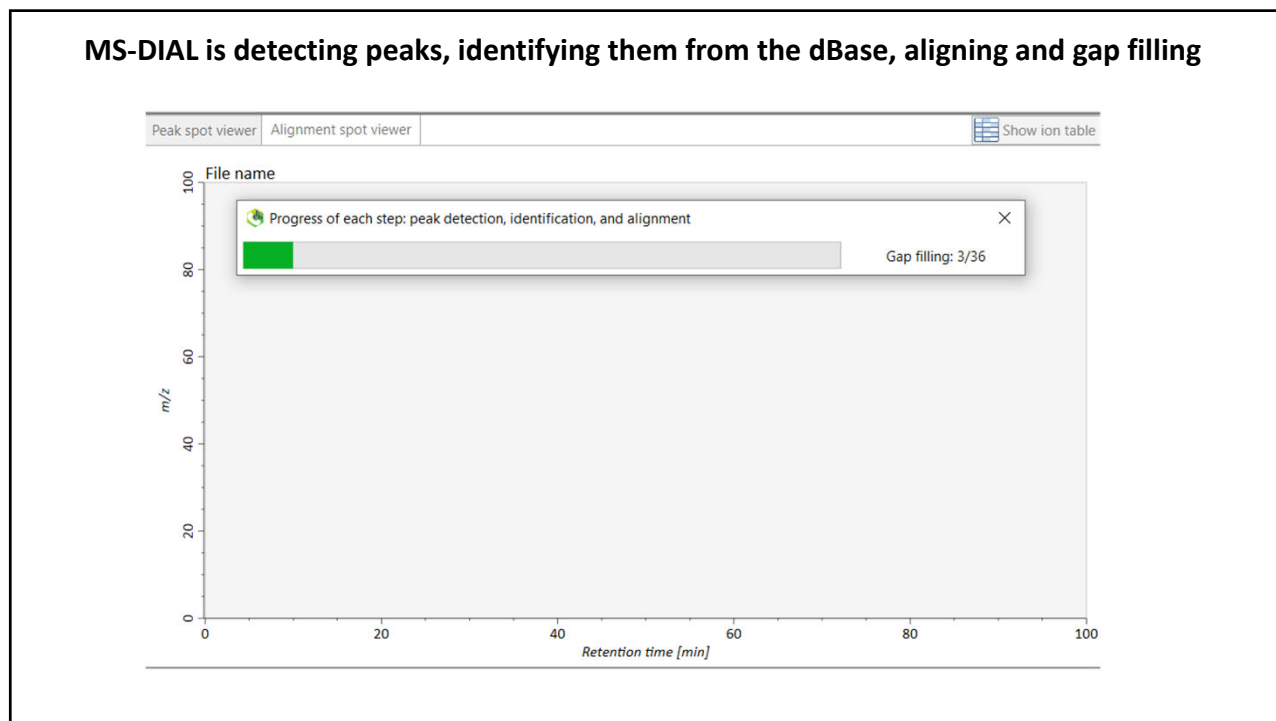 MS-DIAL is detecting peaks, identifying them from the dBase, aligning and gap filling
Peak spot viewer
Alignment spot viewer
Show ion table
File name
Progress of each step: peak detection, identification, and alignment
Gap filling: 3/36
100
80
60
40
20
0
m/z
0
20
40
60
80
100
Retention time [min]